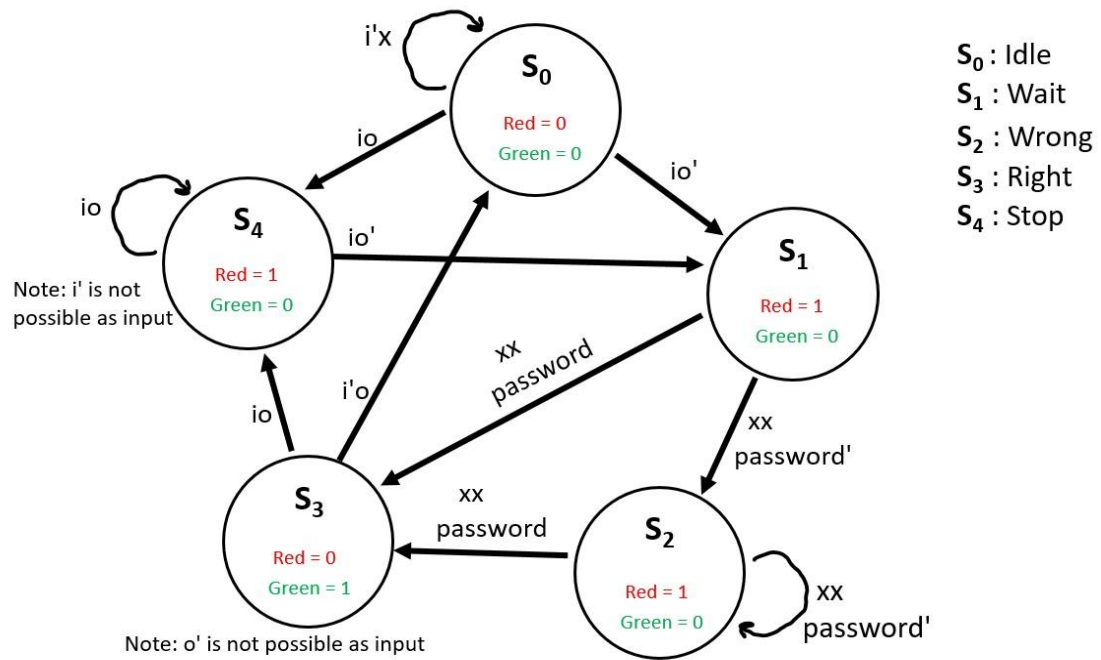 i'x
S₀
Red = 0
Green = 0
S₀ : Idle
S₁ : Wait
S₂ : Wrong
S₃ : Right
S₄ : Stop
io
io'
io
S₄
Red = 1
Green = 0
io'
S₁
Red = 1
Green = 0
Note: i' is not
possible as input
xx
password
i'o
io
xx
password'
S₃
Red = 0
Green = 1
xx
password
S₂
Red = 1
Green = 0
xx
password'
Note: o' is not possible as input